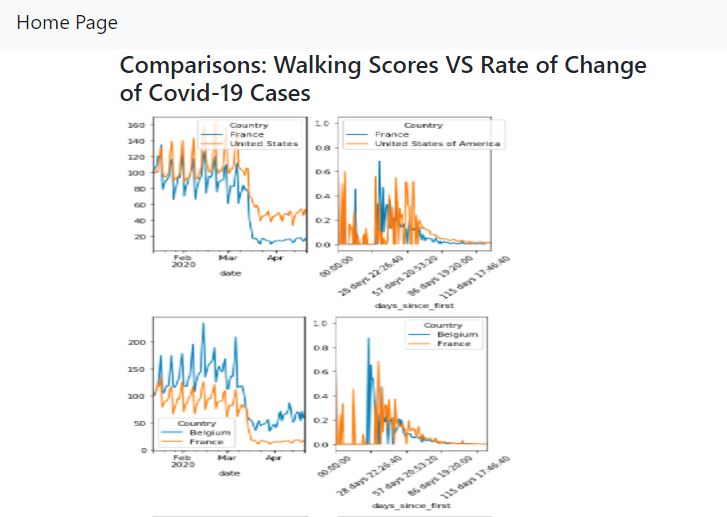 Home Page
Comparisons: Walking Scores VS Rate of Change
of Covid-19 Cases
Country
France
United States
160
140
120
100
80
60
40
20
Feb
2020
Mar
Apr
date
Country
France
United States of America
1.0
0.8
0.6
0.4
0.2
0.0
00:00:00
28 days 22:26:40
57 days 20:53:20
86 days 19:20:00
115 days 17:46:40
days_since_first
200
150
100
50
0
Country
Belgium
France
Feb
2020
Mar
Apr
date
Country
Belgium
France
1.0
0.8
0.6
0.4
0.2
0.0
00:00:00
28 days 22:26:40
57 days 20:53:20
86 days 19:20:00
115 days 17:46:40
days_since_first